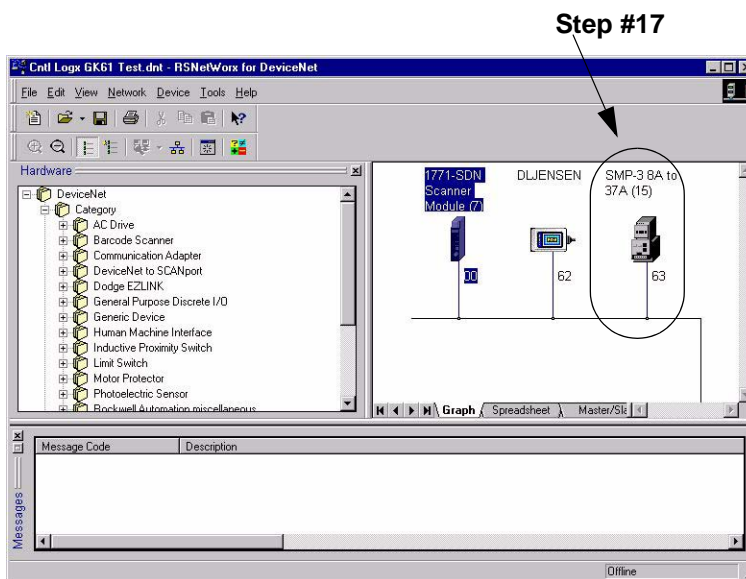 Step #17
Cntl Logx GK61 Test.dnt - RSNetWorx for DeviceNet
File Edit View Network Device Tools Help
Hardware
DeviceNet
Category
AC Drive
Barcode Scanner
Communication Adapter
DeviceNet to SCANport
Dodge EZLINK
General Purpose Discrete I/O
Generic Device
Human Machine Interface
Inductive Proximity Switch
Limit Switch
Motor Protector
Photoelectric Sensor
Rockwell Automation miscellaneous
1771-SDN
Scanner
Module (7)
00
DLJENSEN
62
SMP-3 8A to
37A (15)
63
Graph Spreadsheet Master/Sla
Messages
Message Code Description
Offline